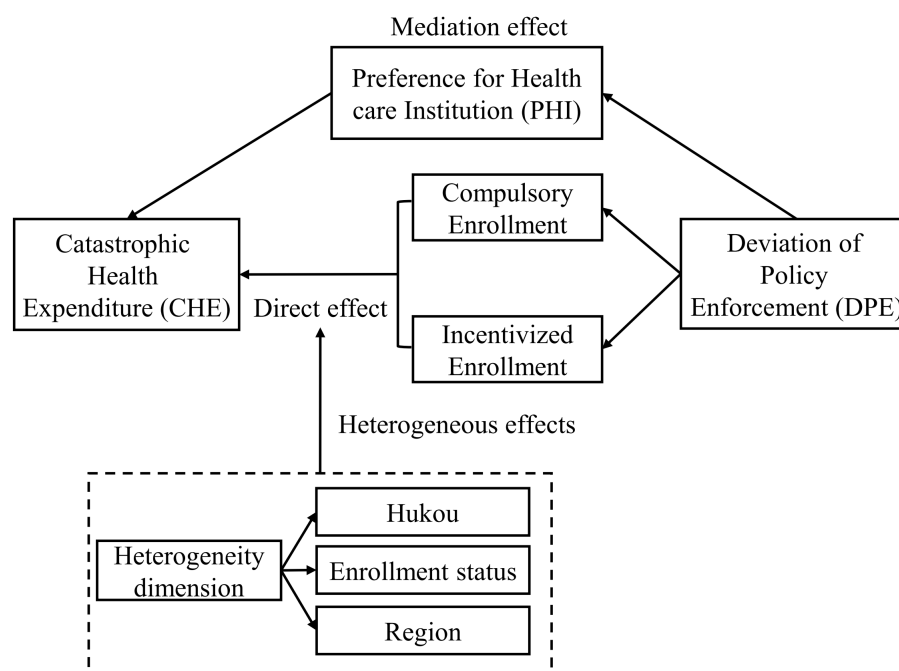 Mediation effect
Preference for Health
care Institution (PHI)
Compulsory
Enrollment
Catastrophic
Health
Expenditure (CHE)
Deviation of
Policy
Enforcement (DPE)
Direct effect
Incentivized
Enrollment
Heterogeneous effects
Hukou
Heterogeneity
dimension
Enrollment status
Region